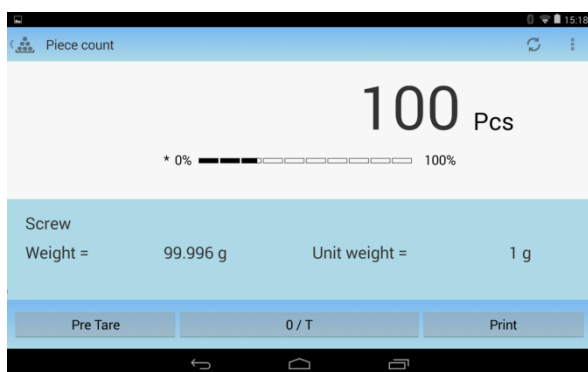 15:18
Piece count
100 Pcs
* 0% 100%
Screw
Weight = 99.996 g Unit weight = 1 g
Pre Tare 0 / T Print